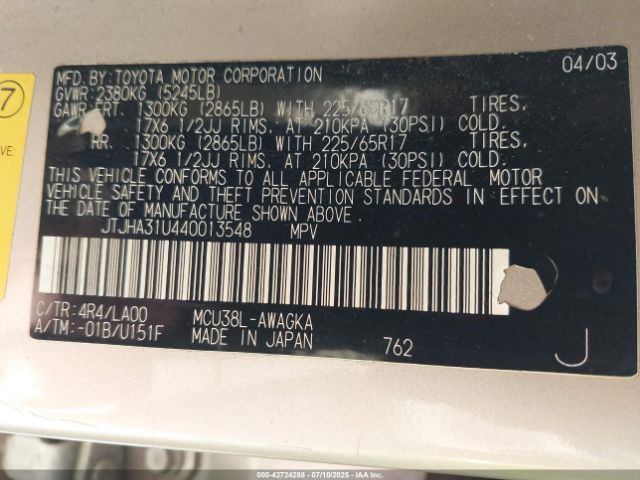 MFD.BY:TOYOTA MOTOR CORPORATION 04/03
GVWR:2380KG (5245LB)
GAWR FRT. 1300KG (2865LB) WITH 225/65R17 TIRES,
17X6 1/2JJ RIMS, AT 210KPA (30PSI) COLD.
RR. 1300KG (2865LB) WITH 225/65R17 TIRES,
17X6 1/2JJ RIMS, AT 210KPA (30PSI) COLD.
THIS VEHICLE CONFORMS TO ALL APPLICABLE FEDERAL MOTOR
VEHICLE SAFETY AND THEFT PREVENTION STANDARDS IN EFFECT ON
THE DATE OF MANUFACTURE SHOWN ABOVE.
JTJHA31U440013548 MPV
C/TR:4R4/LA00 MCU38L-AWAGKA
A/TM:-01B/U151F MADE IN JAPAN 762 J
7
VE:
000-42724288 - 07/10/2025 - IAAI.COM